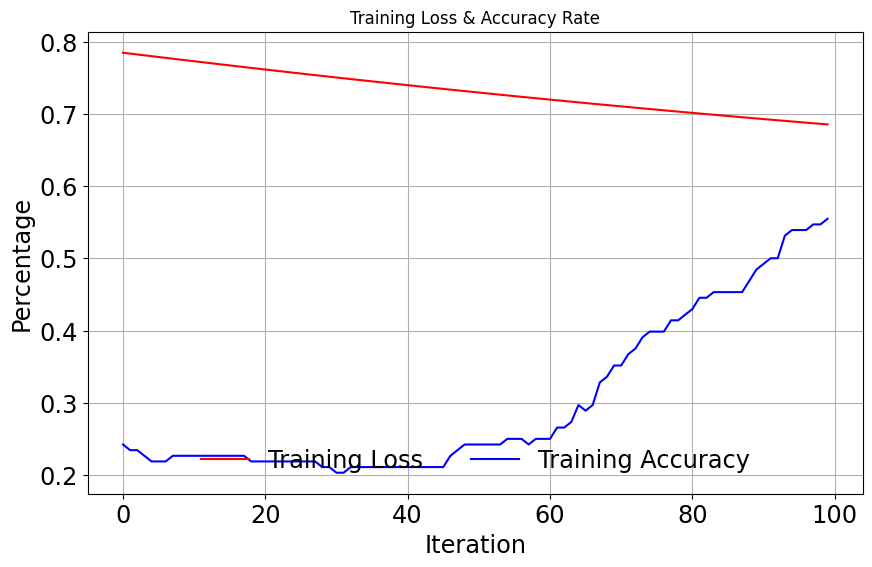 Training Loss & Accuracy Rate
0.8
0.7
0.6
0.5
0.4
0.3
0.2
Percentage
Training Loss Training Accuracy
0 20 40 60 80 100
Iteration